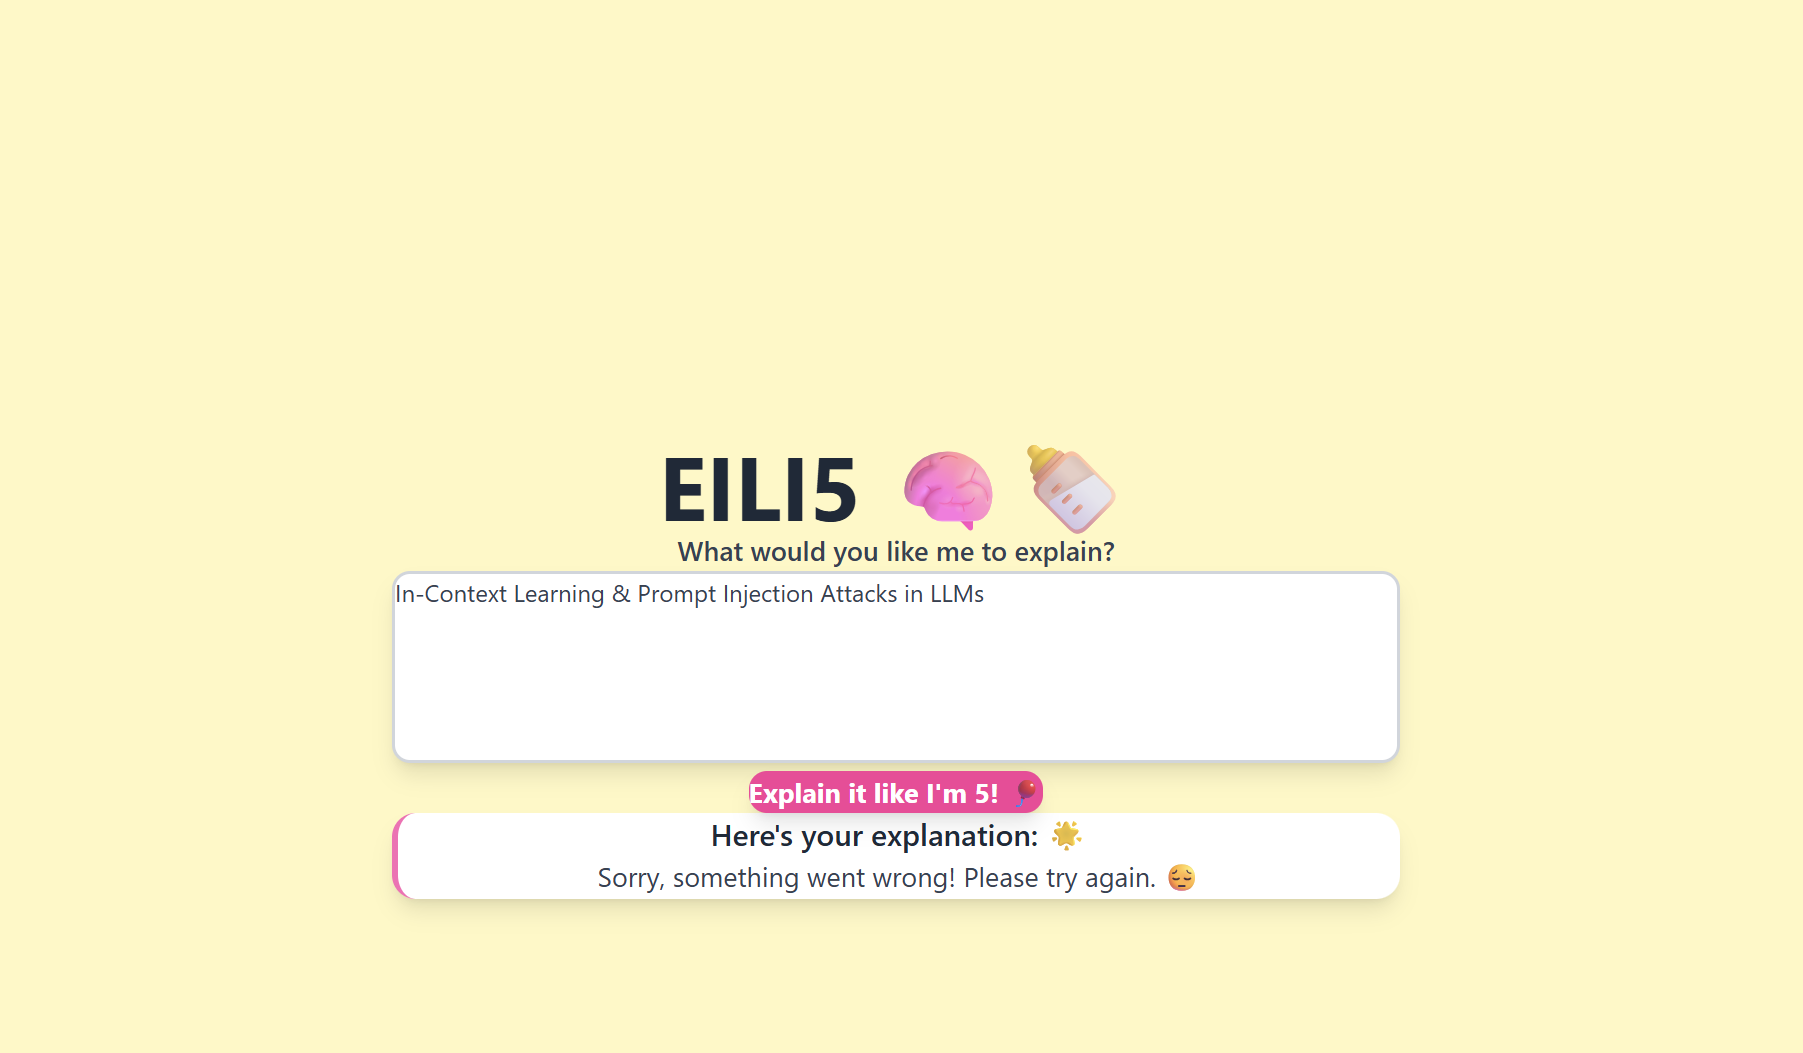 EILI5 🧠 🍼
What would you like me to explain?
In-Context Learning & Prompt Injection Attacks in LLMs
Explain it like I'm 5! 🎈
Here's your explanation: 🌟
Sorry, something went wrong! Please try again. 😔